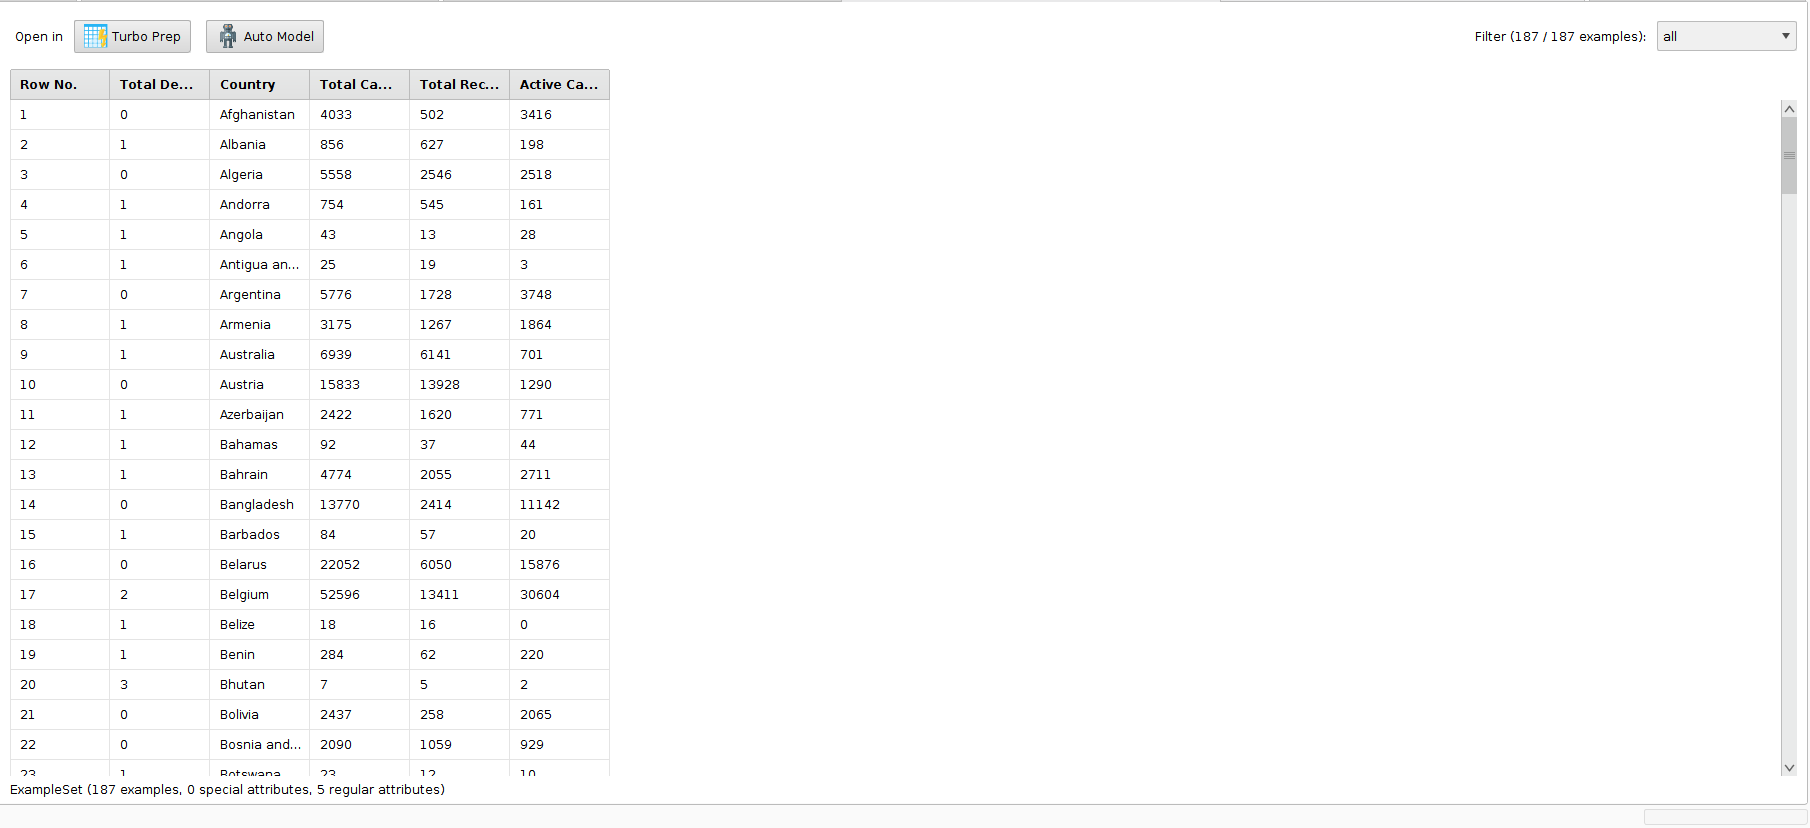 Open in Turbo Prep Auto Model Filter (187 / 187 examples): all
Row No. Total De... Country Total Ca... Total Rec... Active Ca...
1 0 Afghanistan 4033 502 3416
2 1 Albania 856 627 198
3 0 Algeria 5558 2546 2518
4 1 Andorra 754 545 161
5 1 Angola 43 13 28
6 1 Antigua an... 25 19 3
7 0 Argentina 5776 1728 3748
8 1 Armenia 3175 1267 1864
9 1 Australia 6939 6141 701
10 0 Austria 15833 13928 1290
11 1 Azerbaijan 2422 1620 771
12 1 Bahamas 92 37 44
13 1 Bahrain 4774 2055 2711
14 0 Bangladesh 13770 2414 11142
15 1 Barbados 84 57 20
16 0 Belarus 22052 6050 15876
17 2 Belgium 52596 13411 30604
18 1 Belize 18 16 0
19 1 Benin 284 62 220
20 3 Bhutan 7 5 2
21 0 Bolivia 2437 258 2065
22 0 Bosnia and... 2090 1059 929
23 1 Botswana 23 12 10
ExampleSet (187 examples, 0 special attributes, 5 regular attributes)